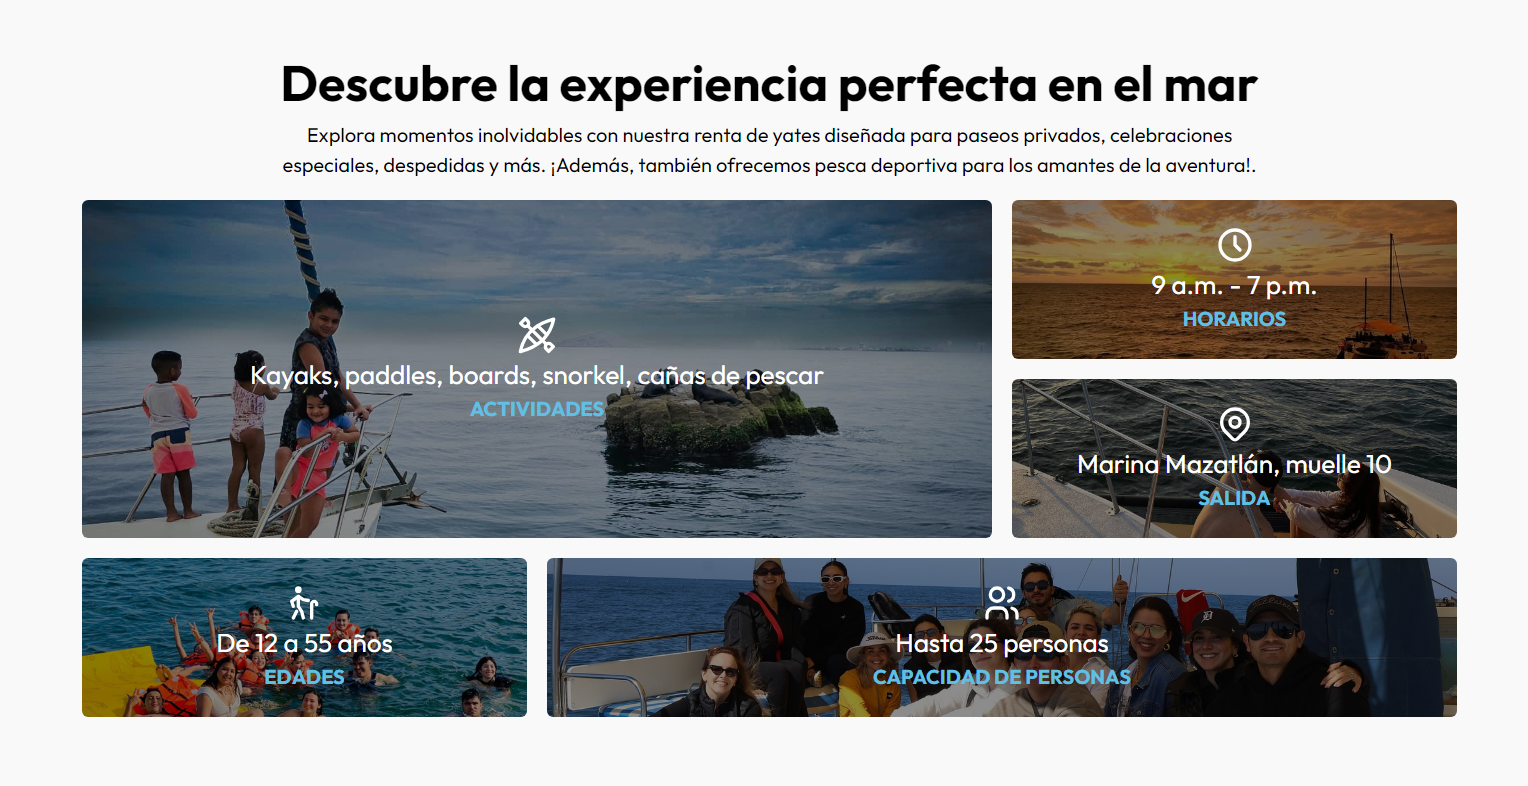 Descubre la experiencia perfecta en el mar
Explora momentos inolvidables con nuestra renta de yates diseñada para paseos privados, celebraciones
especiales, despedidas y más. ¡Además, también ofrecemos pesca deportiva para los amantes de la aventura!.
Kayaks, paddles, boards, snorkel, cañas de pescar
ACTIVIDADES
9 a.m. - 7 p.m.
HORARIOS
Marina Mazatlán, muelle 10
SALIDA
De 12 a 55 años
EDADES
Hasta 25 personas
CAPACIDAD DE PERSONAS